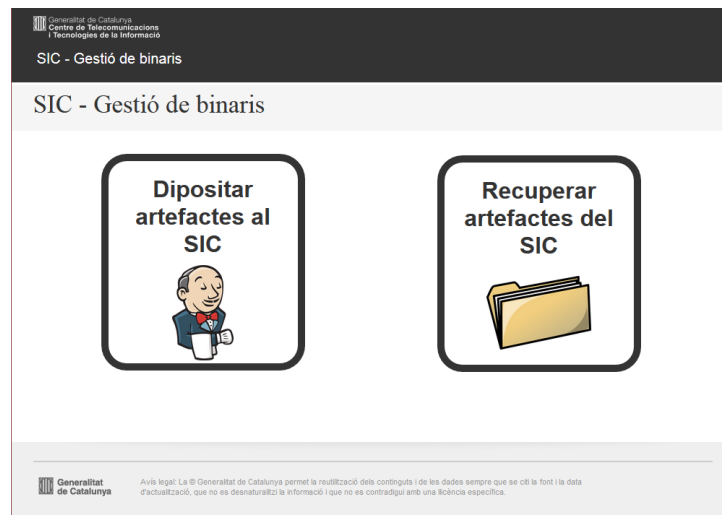 Generalitat de Catalunya
Centre de Telecomunicacions
i Tecnologies de la Informació
SIC - Gestió de binaris
SIC - Gestió de binaris
Dipositar
artefactes al
SIC
Recuperar
artefactes del
SIC
Generalitat
de Catalunya
Avís legal: La © Generalitat de Catalunya permet la reutilització dels continguts i de les dades sempre que se citi la font i la data
d'actualització, que no es desnaturalitzi la informació i que no es contradigui amb una llicència específica.